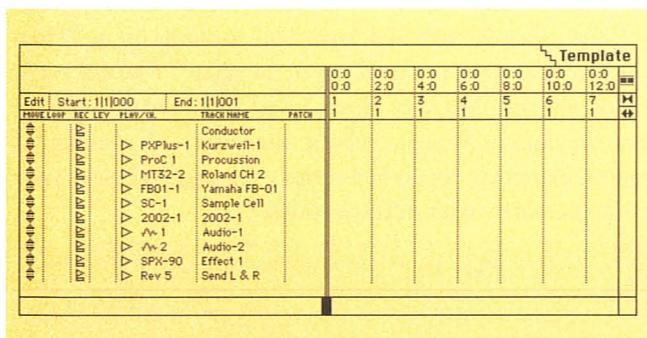 Template
0:0 0:0 0:0 0:0 0:0 0:0 0:0
0:0 2:0 4:0 6:0 8:0 10:0 12:0
Edit Start: 1|1|000 End: 1|1|001 1 2 3 4 5 6 7
MOVE LOOP REC LEV PLAY/CH. TRACK NAME PATCH 1 1 1 1 1 1 1
Conductor
PXPlus-1 Kurzweil-1
ProC 1 Procussion
MT32-2 Roland CH 2
FB01-1 Yamaha FB-01
SC-1 Sample Cell
2002-1 2002-1
1 Audio-1
2 Audio-2
SPX-90 Effect 1
Rev 5 Send L & R